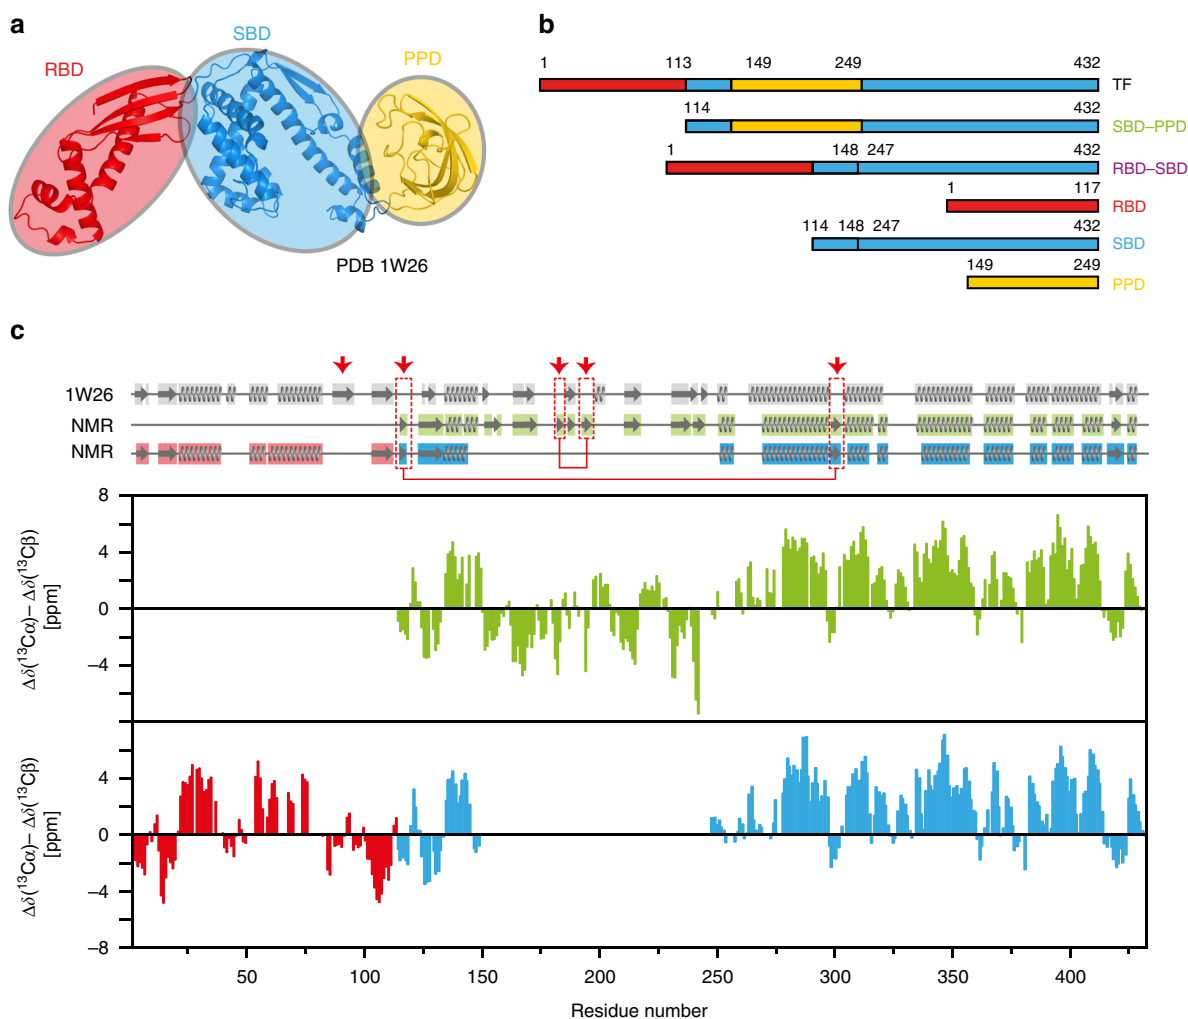 a
RBD
SBD
PPD
PDB 1W26
b
1 113 149 249 432
TF
114 432
SBD–PPD
1 148 247 432
RBD–SBD
1 117
RBD
114 148 247 432
SBD
149 249
PPD
c
1W26
NMR
NMR
8
4
0
−4
Δδ(¹³Cα)– Δδ(¹³Cβ)
[ppm]
4
0
−4
−8
Δδ(¹³Cα)– Δδ(¹³Cβ)
[ppm]
50 100 150 200 250 300 350 400
Residue number